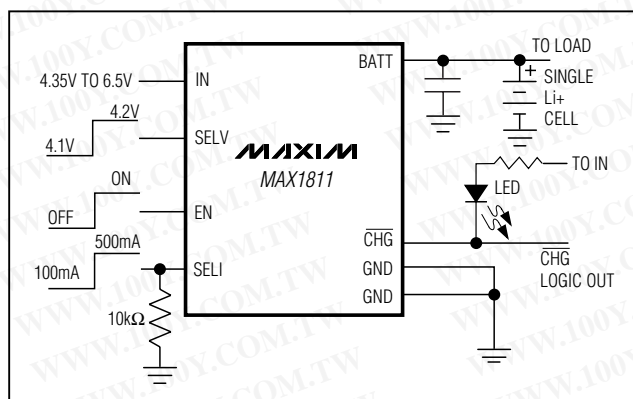 4.35V TO 6.5V
IN
4.2V
4.1V
SELV
ON
OFF
EN
500mA
100mA
SELI
10kΩ
MAXIM
MAX1811
BATT
TO LOAD
+
SINGLE
Li+
CELL
TO IN
LED
CHG
CHG
LOGIC OUT
GND
GND
WWW.100Y.COM.TW